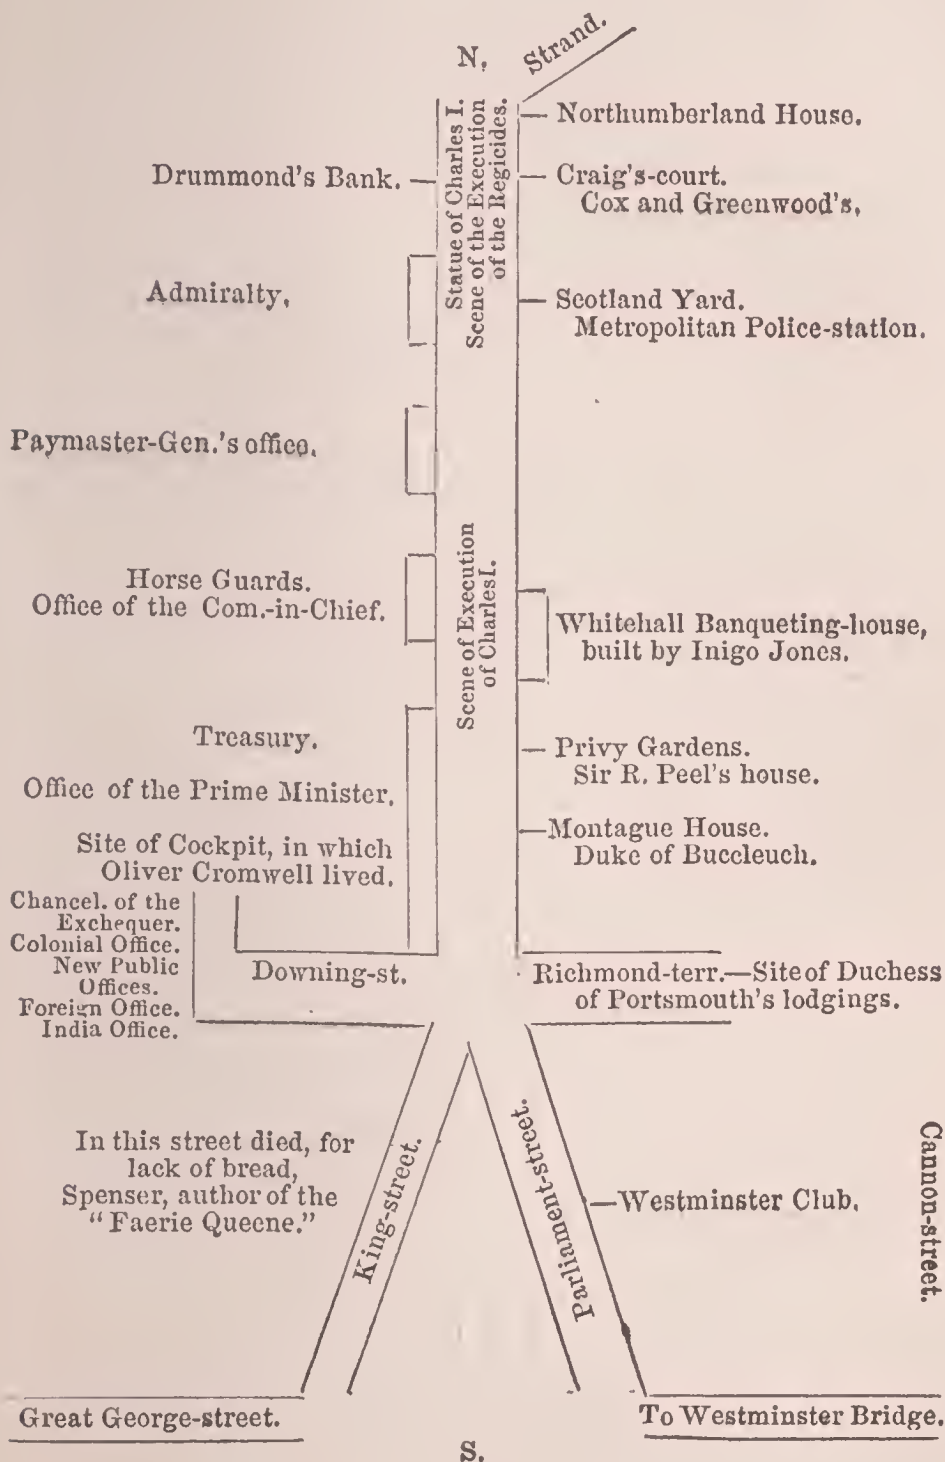 Strand.
N.
Northumberland House.
Statue of Charles I.
Scene of the Execution
of the Regicides.
Drummond's Bank.
Craig's-court.
Cox and Greenwood's.
Admiralty.
Scotland Yard.
Metropolitan Police-station.
Paymaster-Gen.'s office.
Scene of Execution
of Charles I.
Horse Guards.
Office of the Com.-in-Chief.
Whitehall Banqueting-house,
built by Inigo Jones.
Treasury.
Privy Gardens.
Sir R. Peel's house.
Office of the Prime Minister.
Montague House.
Duke of Buccleuch.
Site of Cockpit, in which
Oliver Cromwell lived.
Chancel. of the
Exchequer.
Colonial Office.
New Public
Offices.
Foreign Office.
India Office.
Downing-st.
Richmond-terr.—Site of Duchess
of Portsmouth's lodgings.
In this street died, for
lack of bread,
Spenser, author of the
"Faerie Queene."
King-street.
Parliament-street.
Westminster Club.
Cannon-street.
Great George-street.
To Westminster Bridge.
S.